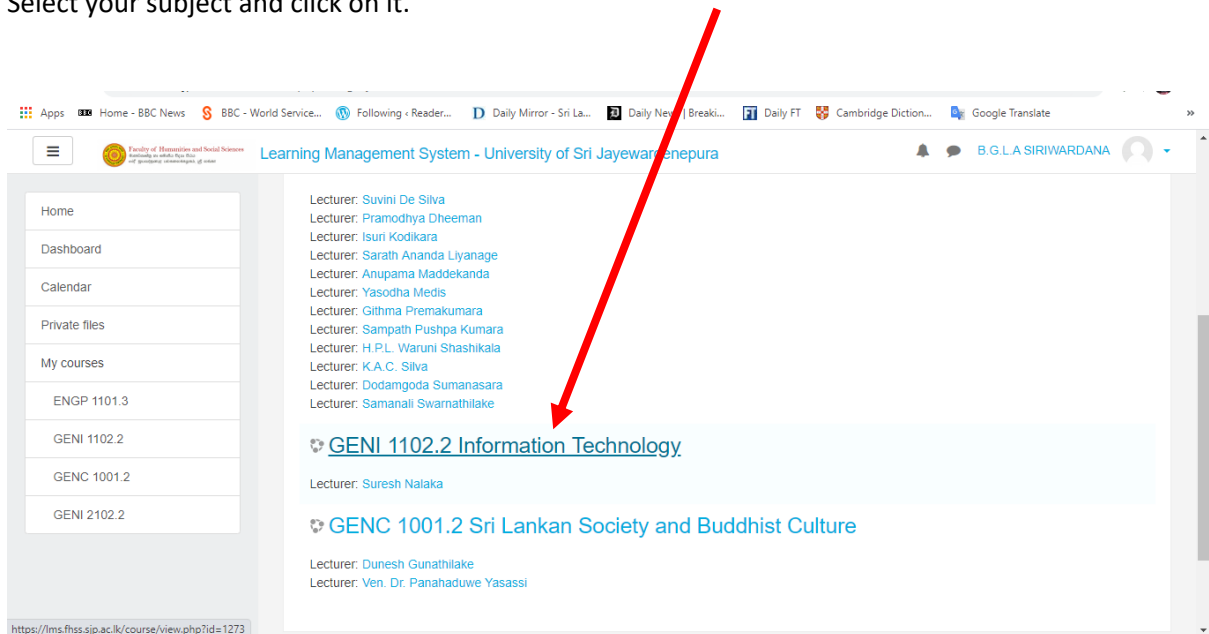 Select your subject and click on it.
Apps Home - BBC News BBC - World Service... Following ‹ Reader... Daily Mirror - Sri La... Daily News | Breaki... Daily FT Cambridge Diction... Google Translate »
Faculty of Humanities and Social Sciences
Learning Management System - University of Sri Jayewardenepura
B.G.L.A SIRIWARDANA
Home
Dashboard
Calendar
Private files
My courses
ENGP 1101.3
GENI 1102.2
GENC 1001.2
GENI 2102.2
Lecturer: Suvini De Silva
Lecturer: Pramodhya Dheeman
Lecturer: Isuri Kodikara
Lecturer: Sarath Ananda Liyanage
Lecturer: Anupama Maddekanda
Lecturer: Yasodha Medis
Lecturer: Githma Premakumara
Lecturer: Sampath Pushpa Kumara
Lecturer: H.P.L. Waruni Shashikala
Lecturer: K.A.C. Silva
Lecturer: Dodamgoda Sumanasara
Lecturer: Samanali Swarnathilake
GENI 1102.2 Information Technology
Lecturer: Suresh Nalaka
GENC 1001.2 Sri Lankan Society and Buddhist Culture
Lecturer: Dunesh Gunathilake
Lecturer: Ven. Dr. Panahaduwe Yasassi
https://lms.fhss.sjp.ac.lk/course/view.php?id=1273